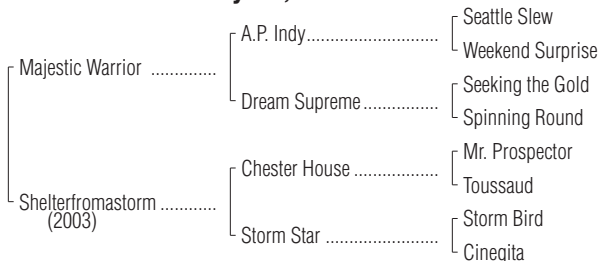 Seattle Slew
A.P. Indy
Weekend Surprise
Majestic Warrior
Seeking the Gold
Dream Supreme
Spinning Round
Mr. Prospector
Chester House
Toussaud
Shelterfromastorm
(2003)
Storm Bird
Storm Star
Cinegita